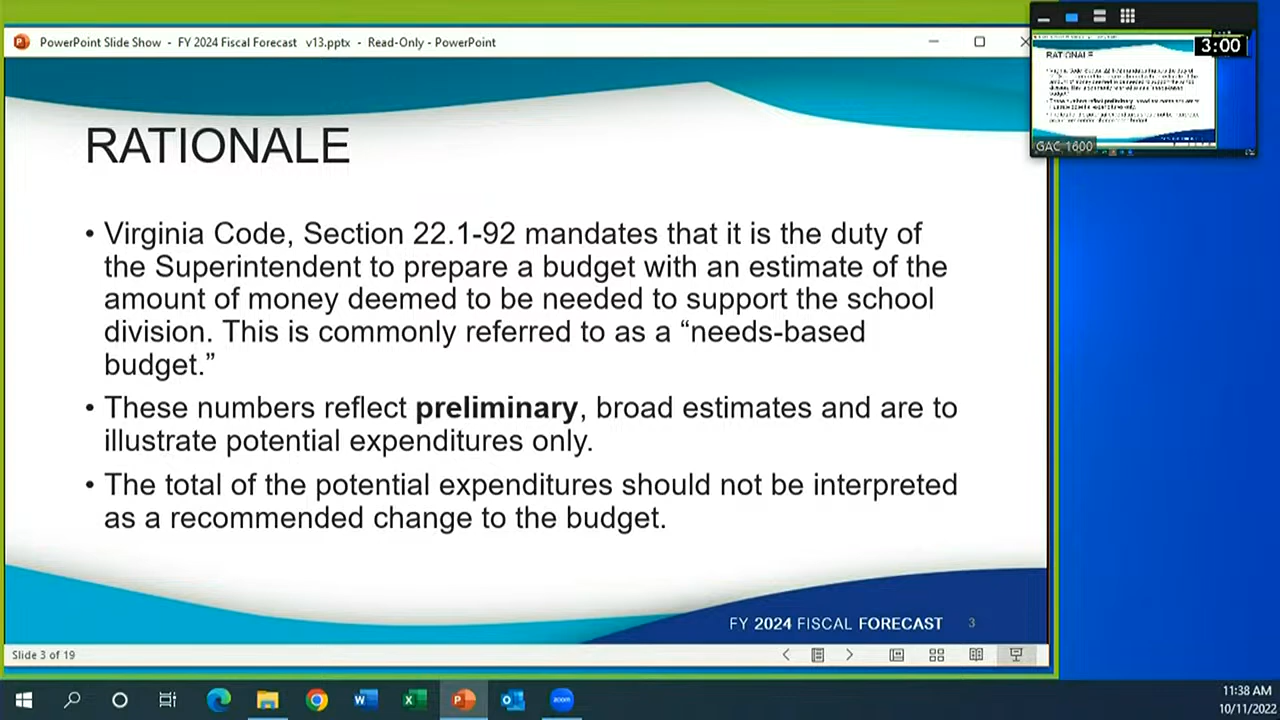 PowerPoint Slide Show - FY 2024 Fiscal Forecast v13.pptx - Read-Only - PowerPoint
3:00
RATIONALE
GAC 1600
RATIONALE
• Virginia Code, Section 22.1-92 mandates that it is the duty of
the Superintendent to prepare a budget with an estimate of the
amount of money deemed to be needed to support the school
division. This is commonly referred to as a “needs-based
budget.”
• These numbers reflect preliminary, broad estimates and are to
illustrate potential expenditures only.
• The total of the potential expenditures should not be interpreted
as a recommended change to the budget.
FY 2024 FISCAL FORECAST 3
Slide 3 of 19
zoom
11:38 AM
10/11/2022